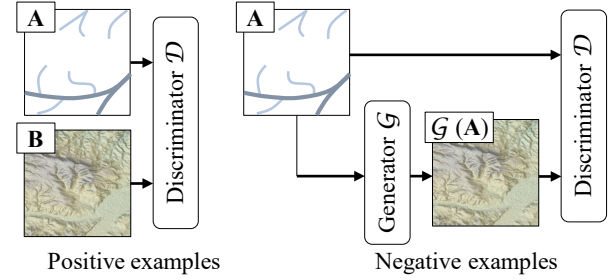 A
Discriminator 𝒟
B
Positive examples
A
Generator 𝒢
𝒢 (A)
Discriminator 𝒟
Negative examples